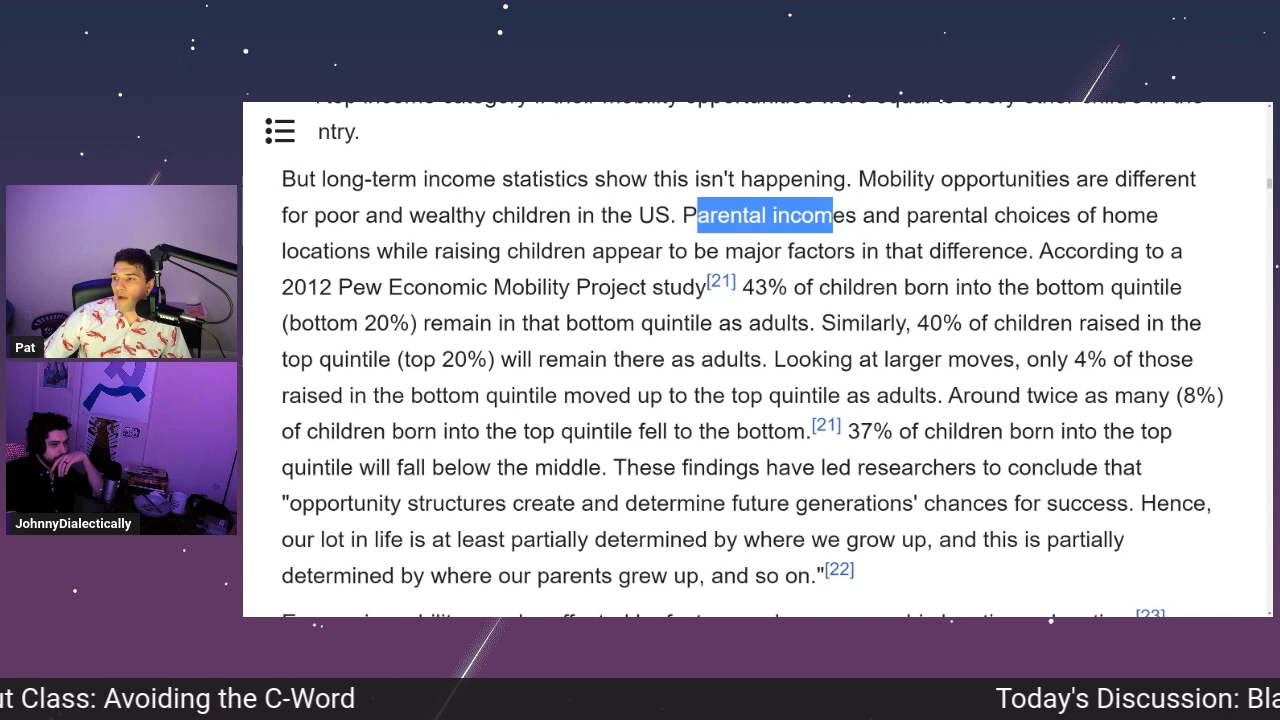 ntry.
But long-term income statistics show this isn't happening. Mobility opportunities are different
for poor and wealthy children in the US. Parental incomes and parental choices of home
locations while raising children appear to be major factors in that difference. According to a
2012 Pew Economic Mobility Project study[21] 43% of children born into the bottom quintile
(bottom 20%) remain in that bottom quintile as adults. Similarly, 40% of children raised in the
top quintile (top 20%) will remain there as adults. Looking at larger moves, only 4% of those
raised in the bottom quintile moved up to the top quintile as adults. Around twice as many (8%)
of children born into the top quintile fell to the bottom.[21] 37% of children born into the top
quintile will fall below the middle. These findings have led researchers to conclude that
"opportunity structures create and determine future generations' chances for success. Hence,
our lot in life is at least partially determined by where we grow up, and this is partially
determined by where our parents grew up, and so on."[22]
[23]
Pat
JohnnyDialectically
ut Class: Avoiding the C-Word
Today's Discussion: Bla